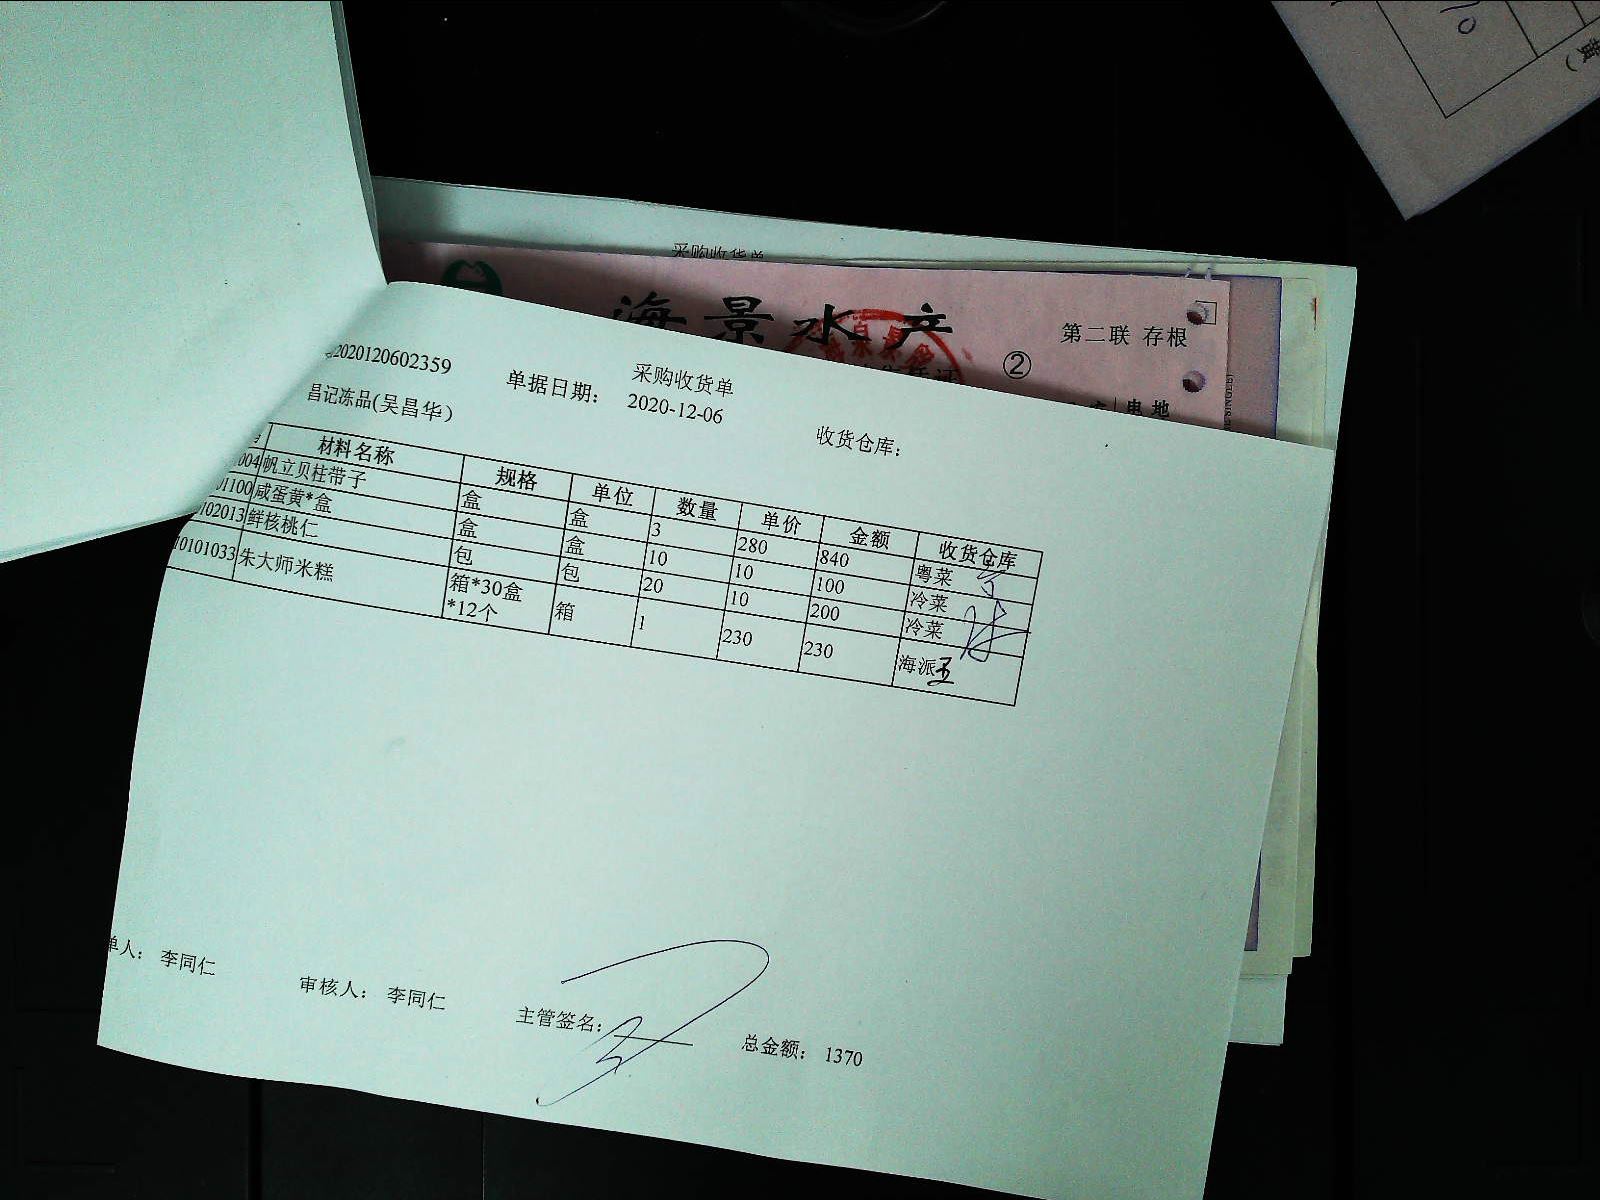 采购收货单
海景水产
第二联 存根
②
电 地
采购收货单
2020120602359 单据日期： 2020-12-06
昌记冻品(吴昌华) 收货仓库：
材料名称 规格 单位 数量 单价 金额 收货仓库
004 帆立贝柱带子 盒 盒 3 280 840 粤菜
01100 咸蛋黄*盒 盒 盒 10 10 100 冷菜
102013 鲜核桃仁 包 包 20 10 200 冷菜
0101033 朱大师米糕 箱*30盒*12个 箱 1 230 230 海派
单人： 李同仁 审核人： 李同仁 主管签名： 总金额： 1370